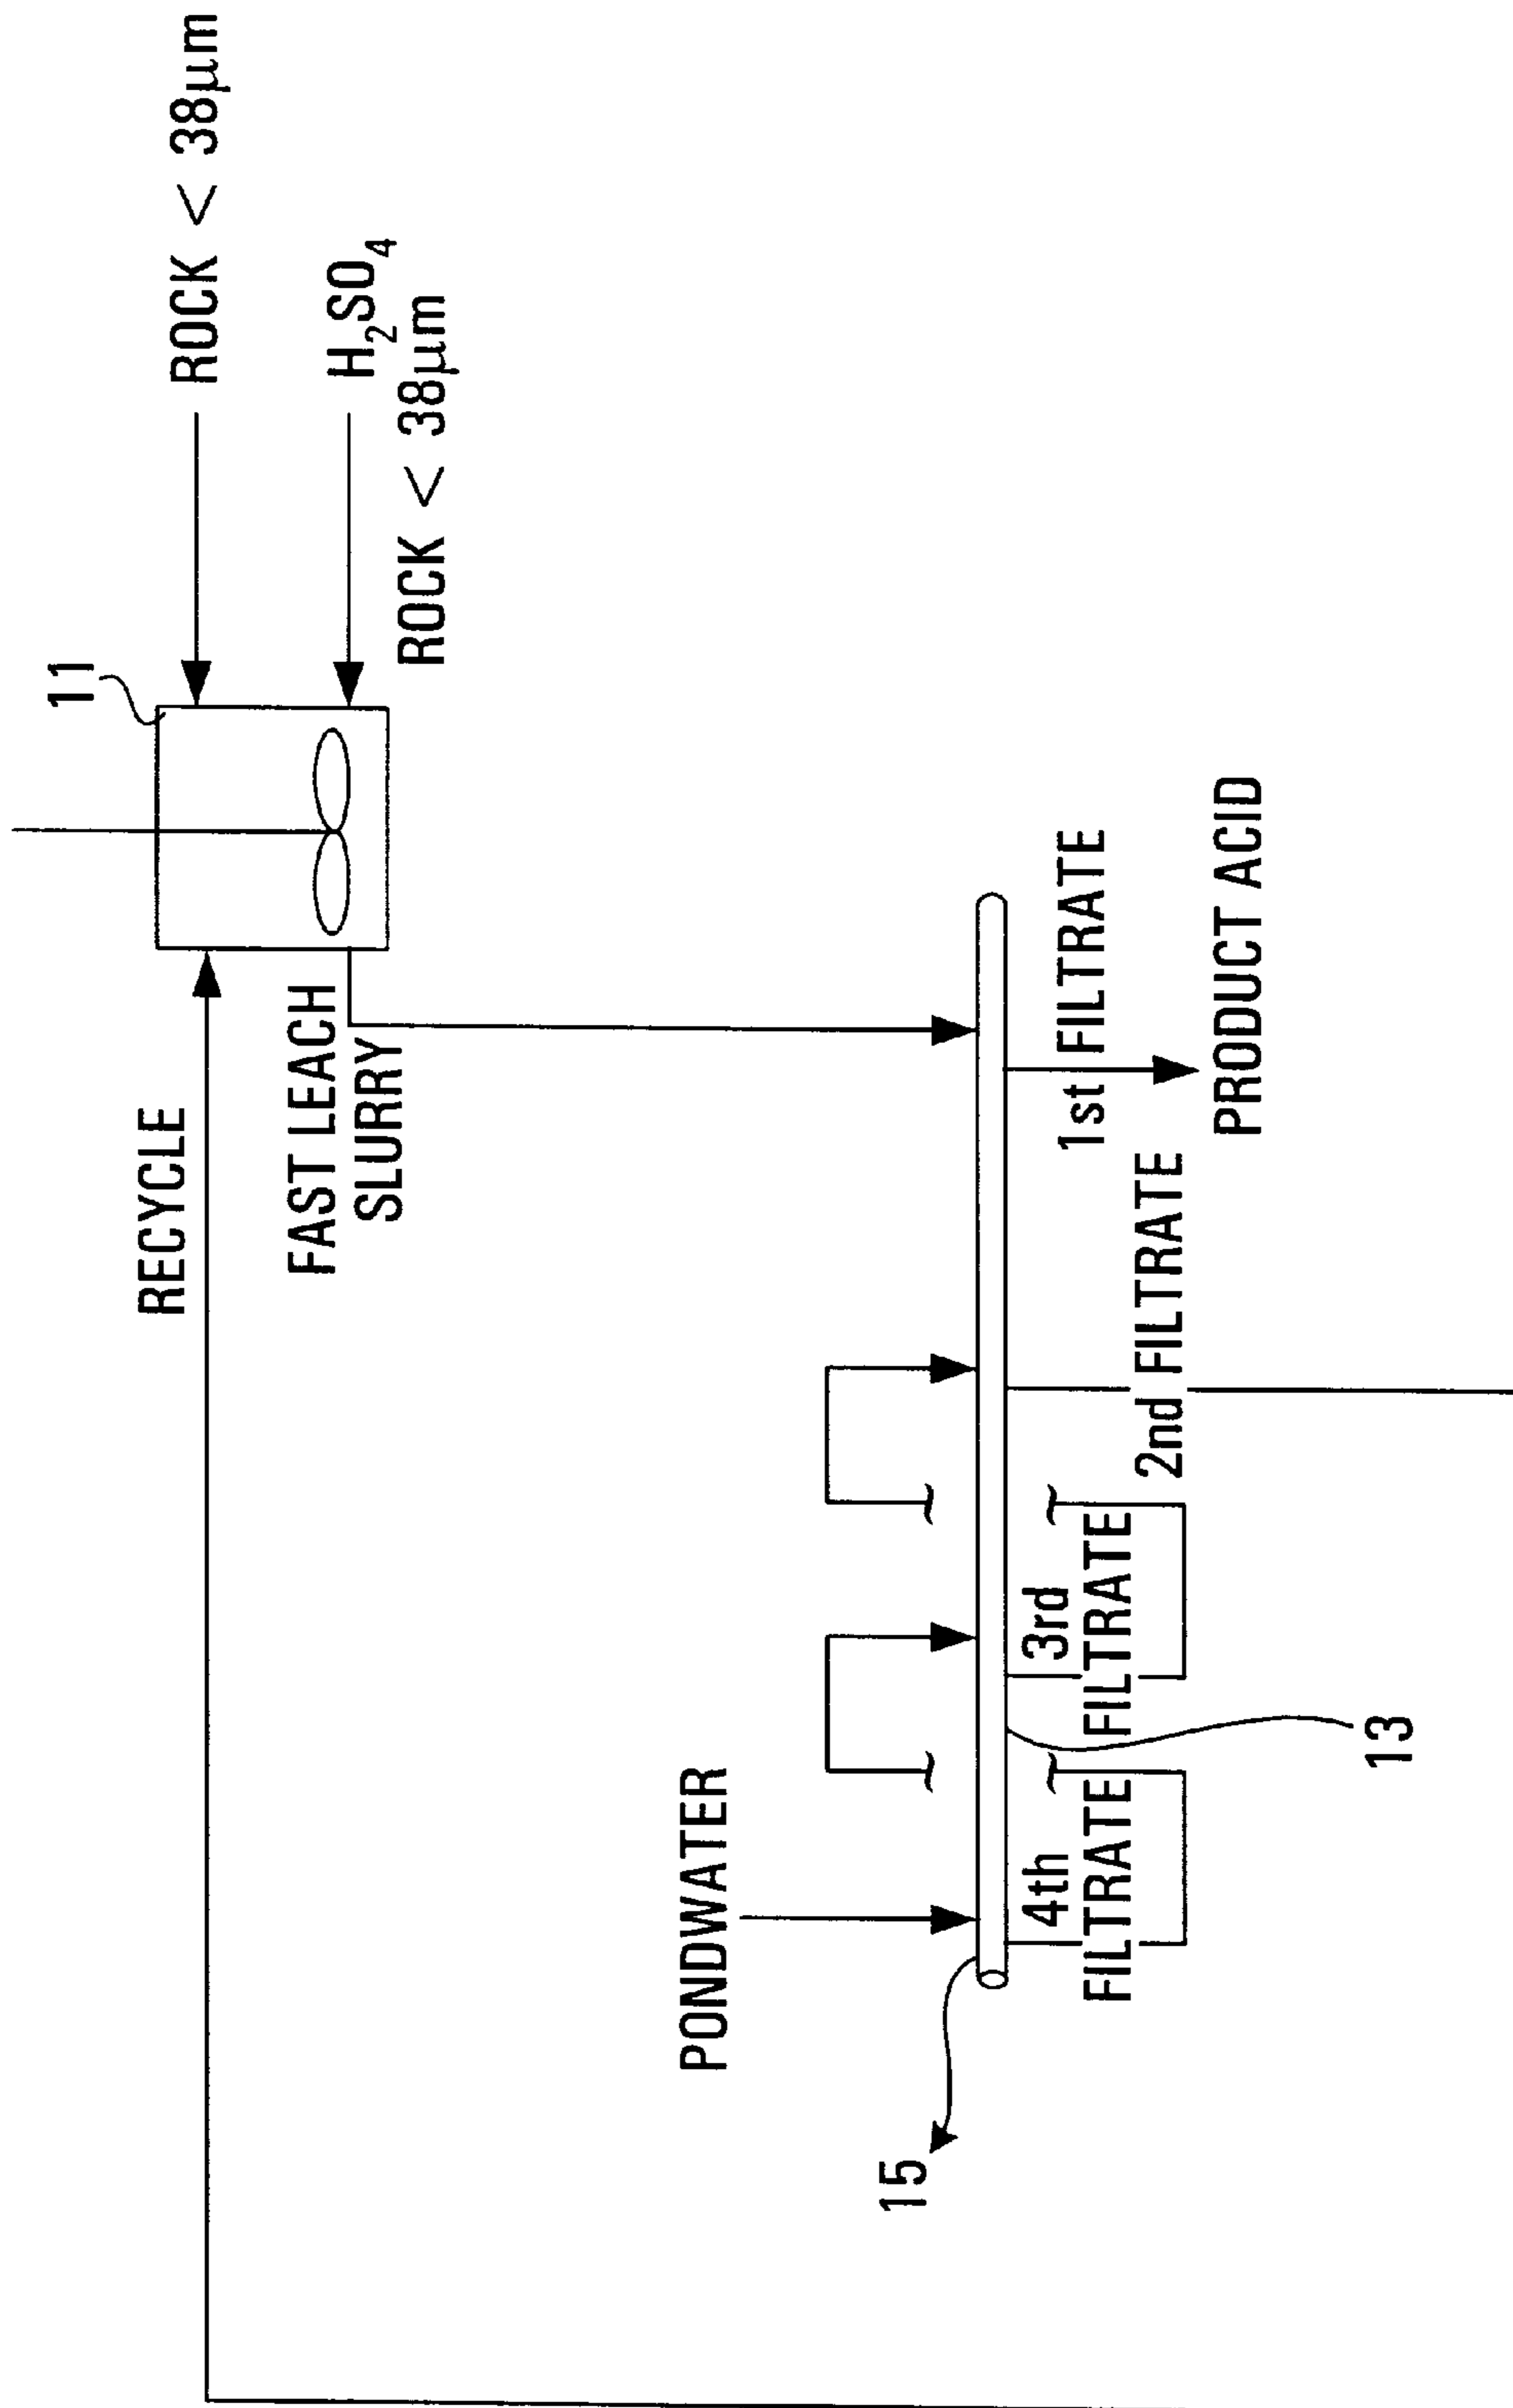 11
ROCK < 38μm
RECYCLE
H2SO4
ROCK < 38μm
FAST LEACH
SLURRY
PONDWATER
15
1st FILTRATE
PRODUCT ACID
2nd FILTRATE
3rd
FILTRATE
4th
FILTRATE
13